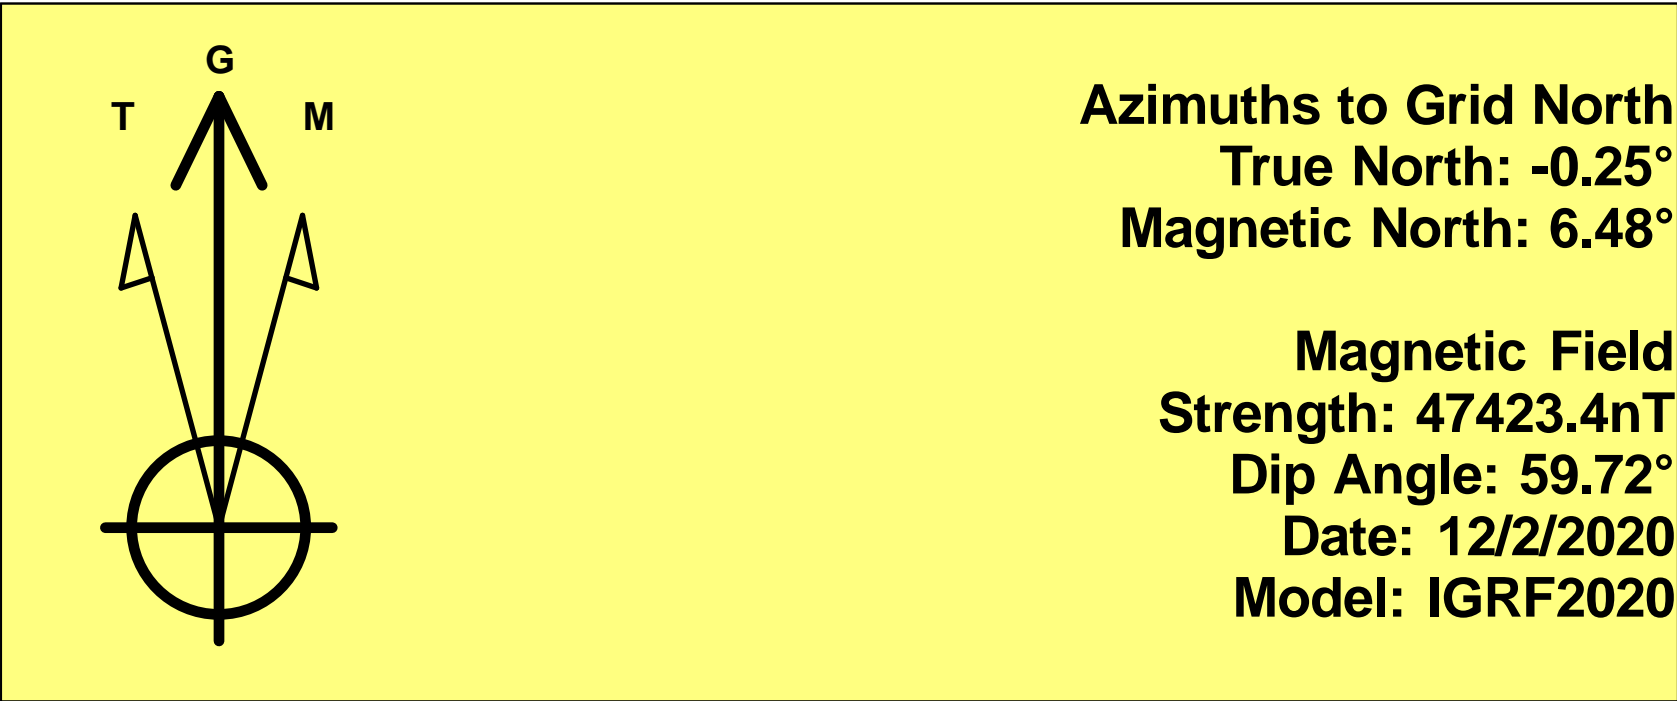 G
T
M
Azimuths to Grid North
True North: -0.25°
Magnetic North: 6.48°
Magnetic Field
Strength: 47423.4nT
Dip Angle: 59.72°
Date: 12/2/2020
Model: IGRF2020